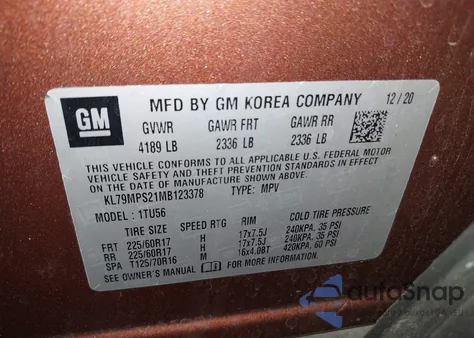 GM
MFD BY GM KOREA COMPANY 12/20
GVWR GAWR FRT GAWR RR
4189 LB 2336 LB 2336 LB
THIS VEHICLE CONFORMS TO ALL APPLICABLE U.S. FEDERAL MOTOR
VEHICLE SAFETY, BUMPER, AND THEFT PREVENTION STANDARDS
IN EFFECT ON THE DATE OF MANUFACTURE SHOWN ABOVE.
KL79MPS21MB123378 TYPE: MPV
MODEL: 1TU56
TIRE SIZE SPEED RTG RIM COLD TIRE PRESSURE
FRT 225/60R17 H 17x7.5J 240KPA, 35 PSI
RR 225/60R17 H 17x7.5J 240KPA, 35 PSI
SPA T125/70R16 M 16x4.0BT 420KPA, 60 PSI
SEE OWNER'S MANUAL FOR MORE INFORMATION.
autoSnap